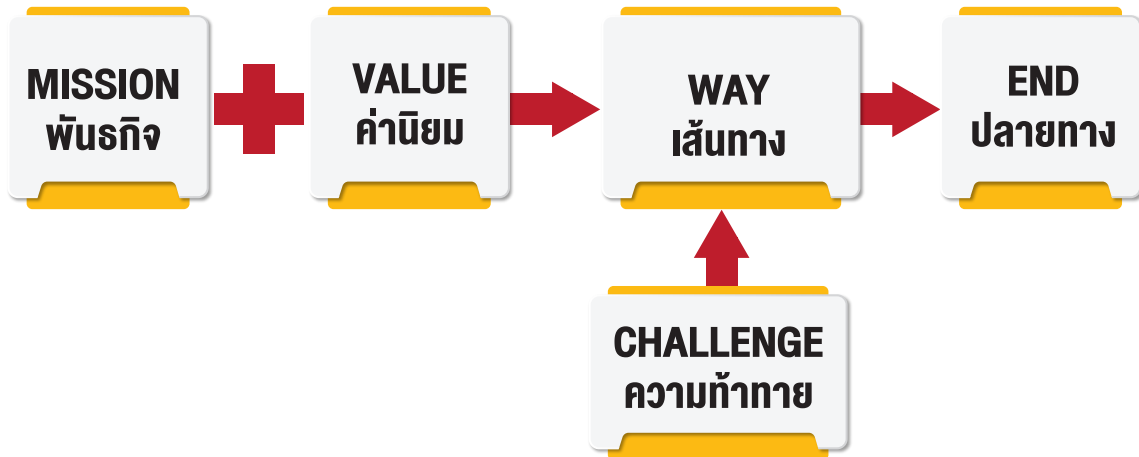 MISSION
พันธกิจ
VALUE
ค่านิยม
WAY
เส้นทาง
END
ปลายทาง
CHALLENGE
ความท้าทาย